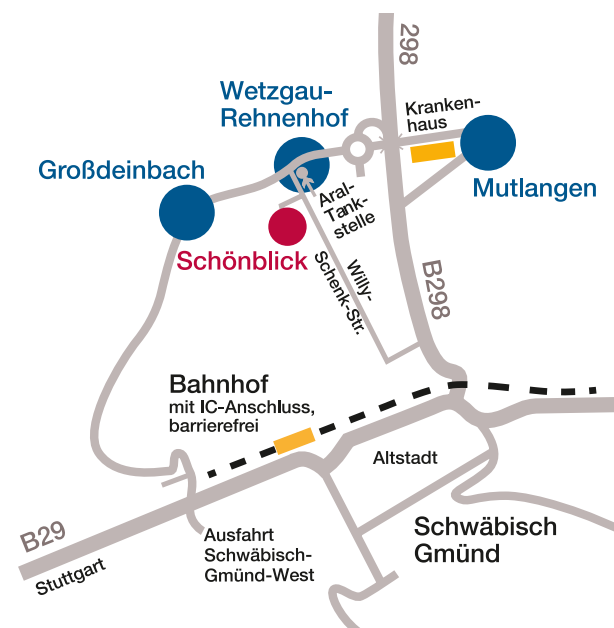 298
Wetzgau-
Rehnenhof
Kranken-
haus
Großdeinbach
Mutlangen
Aral-
Tank-
stelle
Schönblick
Willy-
Schenk-Str.
B298
Bahnhof
mit IC-Anschluss,
barrierefrei
Altstadt
B29
Stuttgart
Ausfahrt
Schwäbisch-
Gmünd-West
Schwäbisch
Gmünd